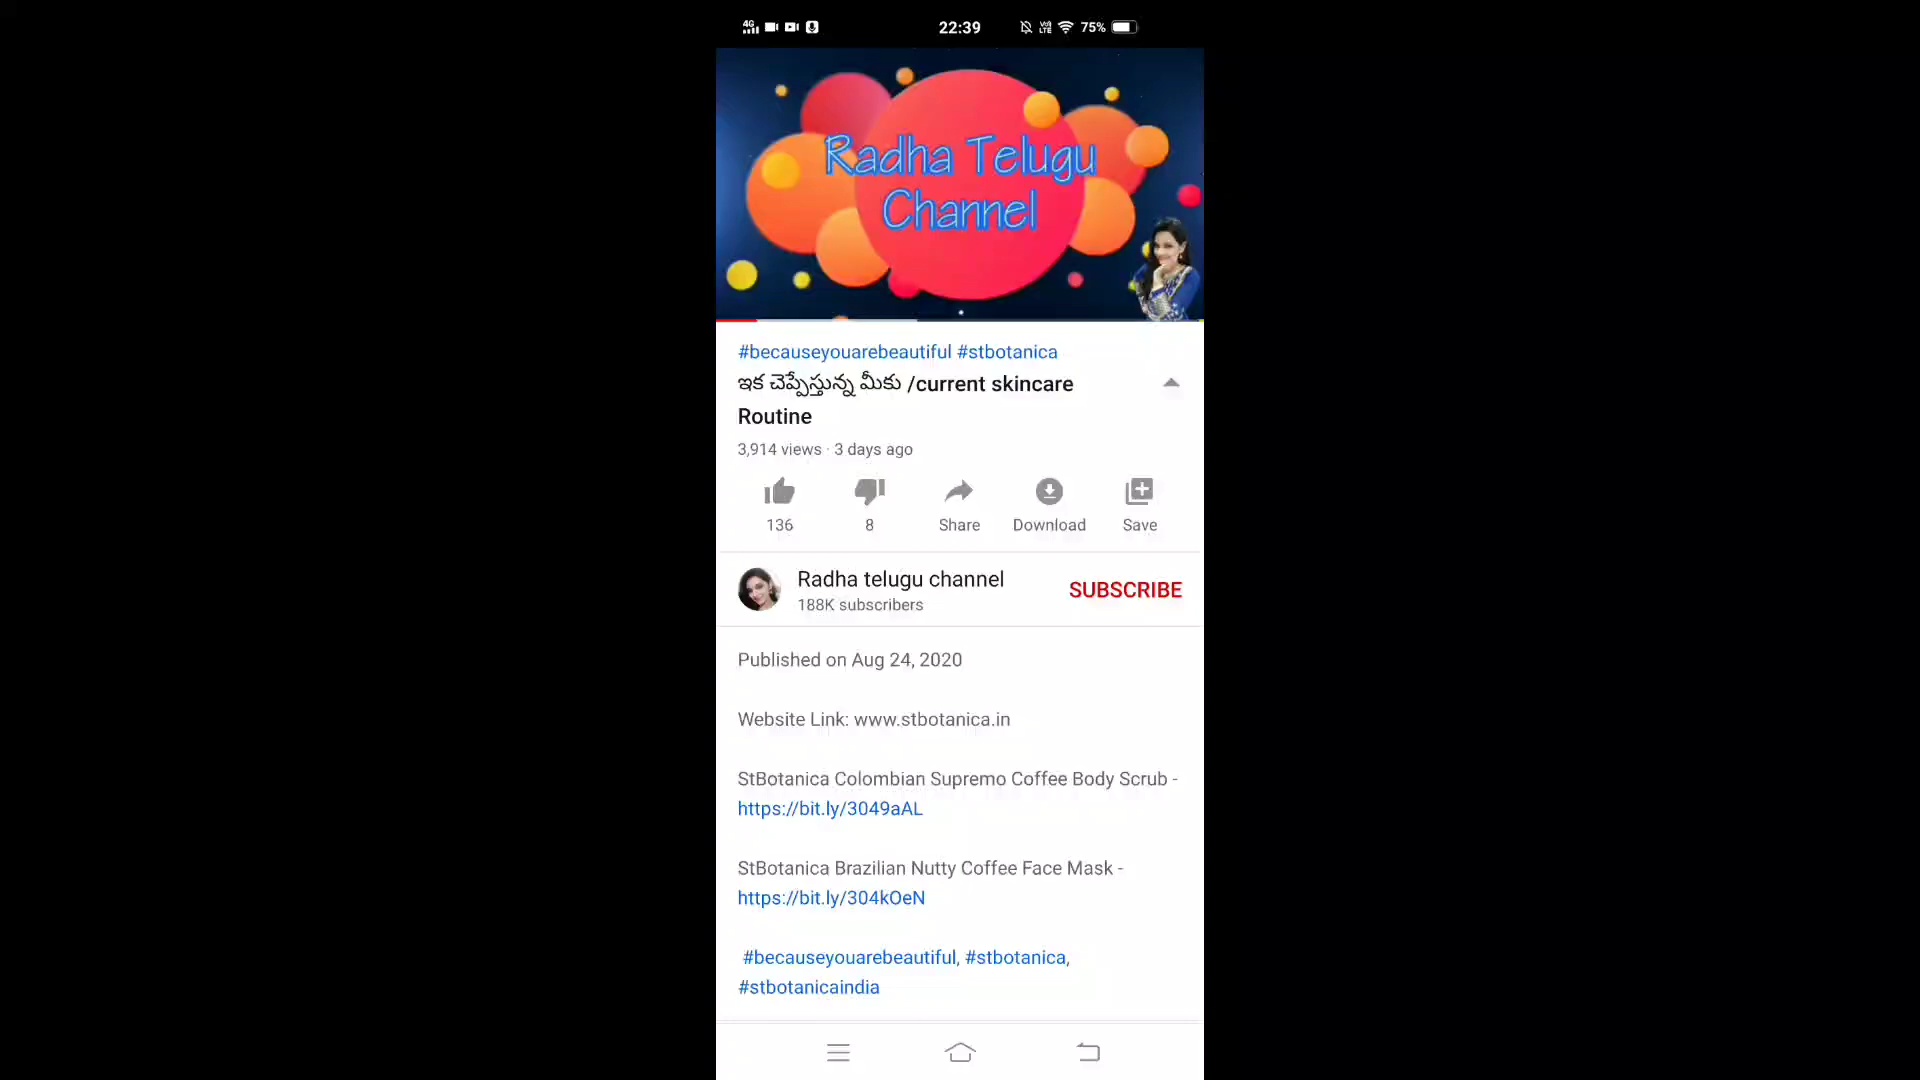 4G 22:39 VoI LTE 75%
Radha Telugu
Channel
#becauseyouarebeautiful #stbotanica
ఇక చెప్పేస్తున్న మీకు /current skincare
Routine
3,914 views · 3 days ago
136 8 Share Download Save
Radha telugu channel SUBSCRIBE
188K subscribers
Published on Aug 24, 2020
Website Link: www.stbotanica.in
StBotanica Colombian Supremo Coffee Body Scrub -
https://bit.ly/3049aAL
StBotanica Brazilian Nutty Coffee Face Mask -
https://bit.ly/304kOeN
#becauseyouarebeautiful, #stbotanica,
#stbotanicaindia